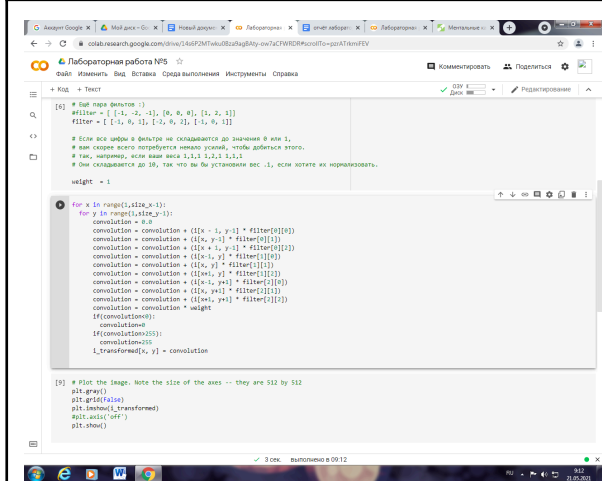 Аккаунт Google
Мой диск – Go
Новый докуме
Лабораторная
отчёт лаборат
Лабораторная
Ментальные к
colab.research.google.com/drive/
Лабораторная работа №5
Комментировать
Поделиться
Файл Изменить Вид Вставка Среда выполнения Инструменты Справка
+ Код + Текст
ОЗУ
Диск
Редактирование
[6] # Ещё пара фильтов :)
#filter = [ [-1, -2, -1], [0, 0, 0], [1, 2, 1]]
filter = [ [-1, 0, 1], [-2, 0, 2], [-1, 0, 1]]
# Если все цифры в фильтре не складываются до значения 0 или 1,
# вам скорее всего потребуется немало усилий, чтобы добиться этого.
# так, например, если ваши веса 1,1,1 1,2,1 1,1,1
# Они складываются до 10, так что вы бы установили вес .1, если хотите их нормализовать.
weight = 1
for x in range(1,size_x-1):
for y in range(1,size_y-1):
convolution = 0.0
convolution = convolution + (i[x - 1, y-1] * filter[0][0])
convolution = convolution + (i[x, y-1] * filter[0][1])
convolution = convolution + (i[x + 1, y-1] * filter[0][2])
convolution = convolution + (i[x-1, y] * filter[1][0])
convolution = convolution + (i[x, y] * filter[1][1])
convolution = convolution + (i[x+1, y] * filter[1][2])
convolution = convolution + (i[x-1, y+1] * filter[2][0])
convolution = convolution + (i[x, y+1] * filter[2][1])
convolution = convolution + (i[x+1, y+1] * filter[2][2])
convolution = convolution * weight
if(convolution<0):
convolution=0
if(convolution>255):
convolution=255
i_transformed[x, y] = convolution
[9] # Plot the image. Note the size of the axes -- they are 512 by 512
plt.gray()
plt.grid(False)
plt.imshow(i_transformed)
#plt.axis('off')
plt.show()
3 сек. выполнено в 09:12
RU
9:12
21.05.2021